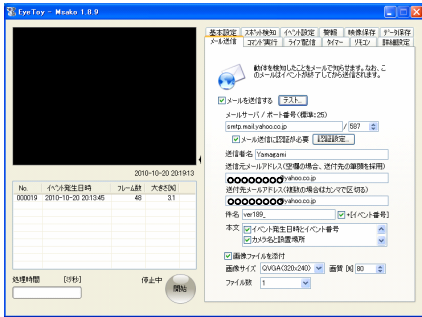 EyeToy - Msako 1.8.9
基本設定 スポット検知 イベント設定 警報 映像保存 データ保存
メール送信 コマンド実行 ライブ配信 タイマー リモコン 詳細設定
動体を検知したことをメールで知らせます。なお、こ
のメールはイベントが終了してから送信されます。
メールを送信する テスト...
メールサーバ / ポート番号(標準:25)
smtp.mail.yahoo.co.jp / 587
メール送信に認証が必要 認証設定...
送信者名 Yamagami
送信元メールアドレス(空欄の場合、送付先の筆頭を採用)
yahoo.co.jp
送付先メールアドレス(複数の場合はカンマで区切る)
yahoo.co.jp
件名 ver189_ +[イベント番号]
本文 イベント発生日時とイベント番号
カメラ名と設置場所
画像ファイルを添付
画像サイズ QVGA(320x240) 画質 [%] 80
ファイル数 1
2010-10-20 20:19:13
No. イベント発生日時 フレーム数 大きさ[%]
000019 2010-10-20 20:13:45 48 3.1
処理時間 [ミリ秒] 停止中 開始